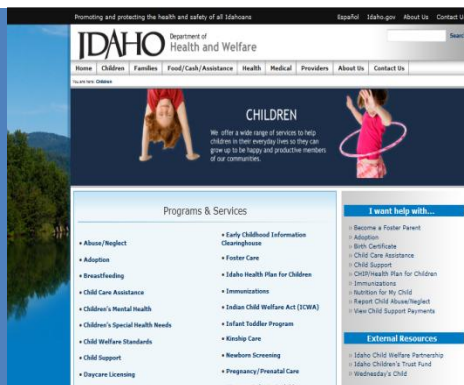 Promoting and protecting the health and safety of all Idahoans
Español Idaho.gov About Us Contact Us
IDAHO Department of
Health and Welfare
Home Children Families Food/Cash/Assistance Health Medical Providers About Us Contact Us
You are here: Children
CHILDREN
We offer a wide range of services to help
children in their everyday lives so they can
grow up to be happy and productive members
of our communities.
Programs & Services
• Abuse/Neglect
• Adoption
• Breastfeeding
• Child Care Assistance
• Children's Mental Health
• Children's Special Health Needs
• Child Welfare Standards
• Child Support
• Daycare Licensing
• Early Childhood Information
Clearinghouse
• Foster Care
• Idaho Health Plan for Children
• Immunizations
• Indian Child Welfare Act (ICWA)
• Infant Toddler Program
• Kinship Care
• Newborn Screening
• Pregnancy/Prenatal Care
I want help with...
Become a Foster Parent
Adoption
Birth Certificate
Child Care Assistance
Child Support
CHIP/Health Plan for Children
Immunizations
Nutrition for My Child
Report Child Abuse/Neglect
View Child Support Payments
External Resources
Idaho Child Welfare Partnership
Idaho Children's Trust Fund
Wednesday's Child